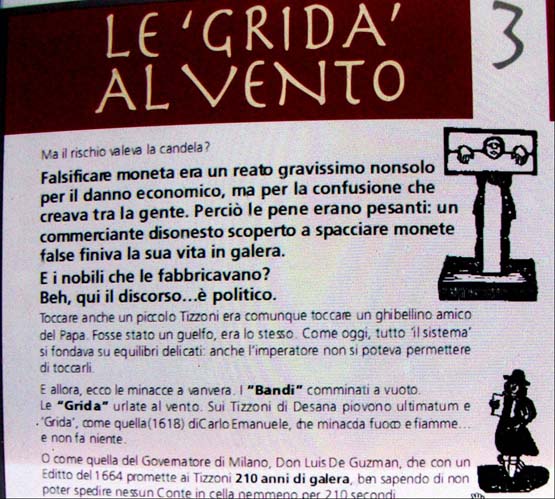 LE 'GRIDA'
AL VENTO
3
Ma il rischio valeva la candela?
Falsificare moneta era un reato gravissimo nonsolo
per il danno economico, ma per la confusione che
creava tra la gente. Perciò le pene erano pesanti: un
commerciante disonesto scoperto a spacciare monete
false finiva la sua vita in galera.
E i nobili che le fabbricavano?
Beh, qui il discorso...è politico.
Toccare anche un piccolo Tizzoni era comunque toccare un ghibellino amico
del Papa. Fosse stato un guelfo, era lo stesso. Come oggi, tutto 'il sistema'
si fondava su equilibri delicati: anche l'imperatore non si poteva permettere
di toccarli.
E allora, ecco le minacce a vanvera. I "Bandi" comminati a vuoto.
Le "Grida" urlate al vento. Sui Tizzoni di Desana piovono ultimatum e
'Grida', come quella(1618) diCarlo Emanuele, che minacda fuoco e fiamme...
e non fa niente.
O come quella del Governatore di Milano, Don Luis De Guzman, che con un
Editto del 1664 promette ai Tizzoni 210 anni di galera, ben sapendo di non
poter spedire nessun Conte in cella nemmeno per 210 secondi